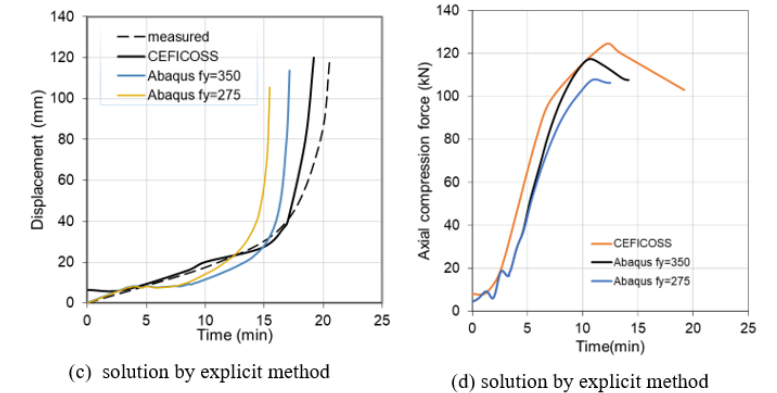 140
120
100
80
60
40
20
0
Displacement (mm)
measured
CEFICOSS
Abaqus fy=350
Abaqus fy=275
0 5 10 15 20 25
Time (min)
(c) solution by explicit method
140
120
100
80
60
40
20
0
Axial compression force (kN)
CEFICOSS
Abaqus fy=350
Abaqus fy=275
0 5 10 15 20 25
Time(min)
(d) solution by explicit method